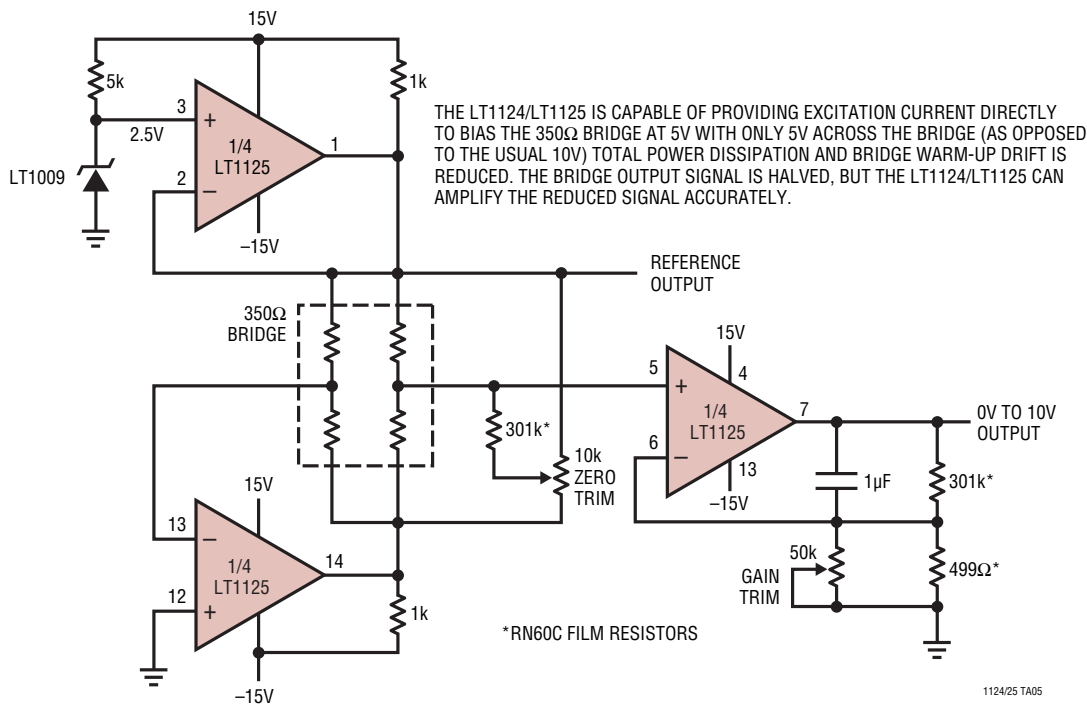 15V
5k
1k
3
+
2.5V
1/4
LT1125
1
LT1009
2
–
–15V
THE LT1124/LT1125 IS CAPABLE OF PROVIDING EXCITATION CURRENT DIRECTLY
TO BIAS THE 350Ω BRIDGE AT 5V WITH ONLY 5V ACROSS THE BRIDGE (AS OPPOSED
TO THE USUAL 10V) TOTAL POWER DISSIPATION AND BRIDGE WARM-UP DRIFT IS
REDUCED. THE BRIDGE OUTPUT SIGNAL IS HALVED, BUT THE LT1124/LT1125 CAN
AMPLIFY THE REDUCED SIGNAL ACCURATELY.
REFERENCE
OUTPUT
350Ω
BRIDGE
15V
4
5
+
1/4
LT1125
7
6
–
13
–15V
0V TO 10V
OUTPUT
301k*
10k
ZERO
TRIM
1µF
301k*
50k
GAIN
TRIM
499Ω*
15V
13
–
1/4
LT1125
14
12
+
1k
–15V
*RN60C FILM RESISTORS
1124/25 TA05